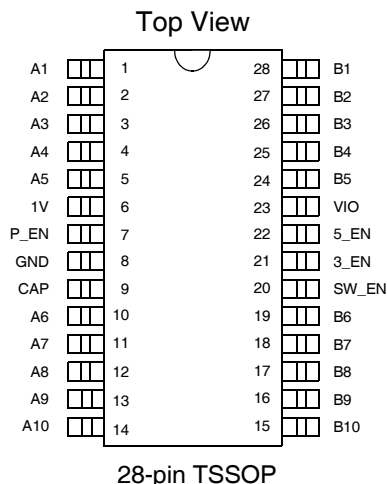 Top View
A1 1 28 B1
A2 2 27 B2
A3 3 26 B3
A4 4 25 B4
A5 5 24 B5
1V 6 23 VIO
P_EN 7 22 5_EN
GND 8 21 3_EN
CAP 9 20 SW_EN
A6 10 19 B6
A7 11 18 B7
A8 12 17 B8
A9 13 16 B9
A10 14 15 B10
28-pin TSSOP